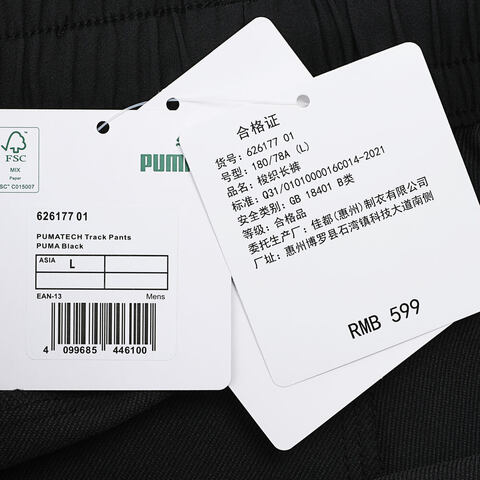 FSC
MIX
Paper
FSC° C015007
PUMA
626177 01
PUMATECH Track Pants
PUMA Black
ASIA
L
EAN-13
Mens
4 099685 446100
合格证
货号: 626177 01
号型: 180/78A (L)
品名: 梭织长裤
标准: Q31/0101000016C014-2021
安全类别: GB 18401 B类
等级: 合格品
委托生产厂: 佳都(惠州)制衣有限公司
厂址: 惠州博罗县石湾镇科技大道南侧
RMB 599